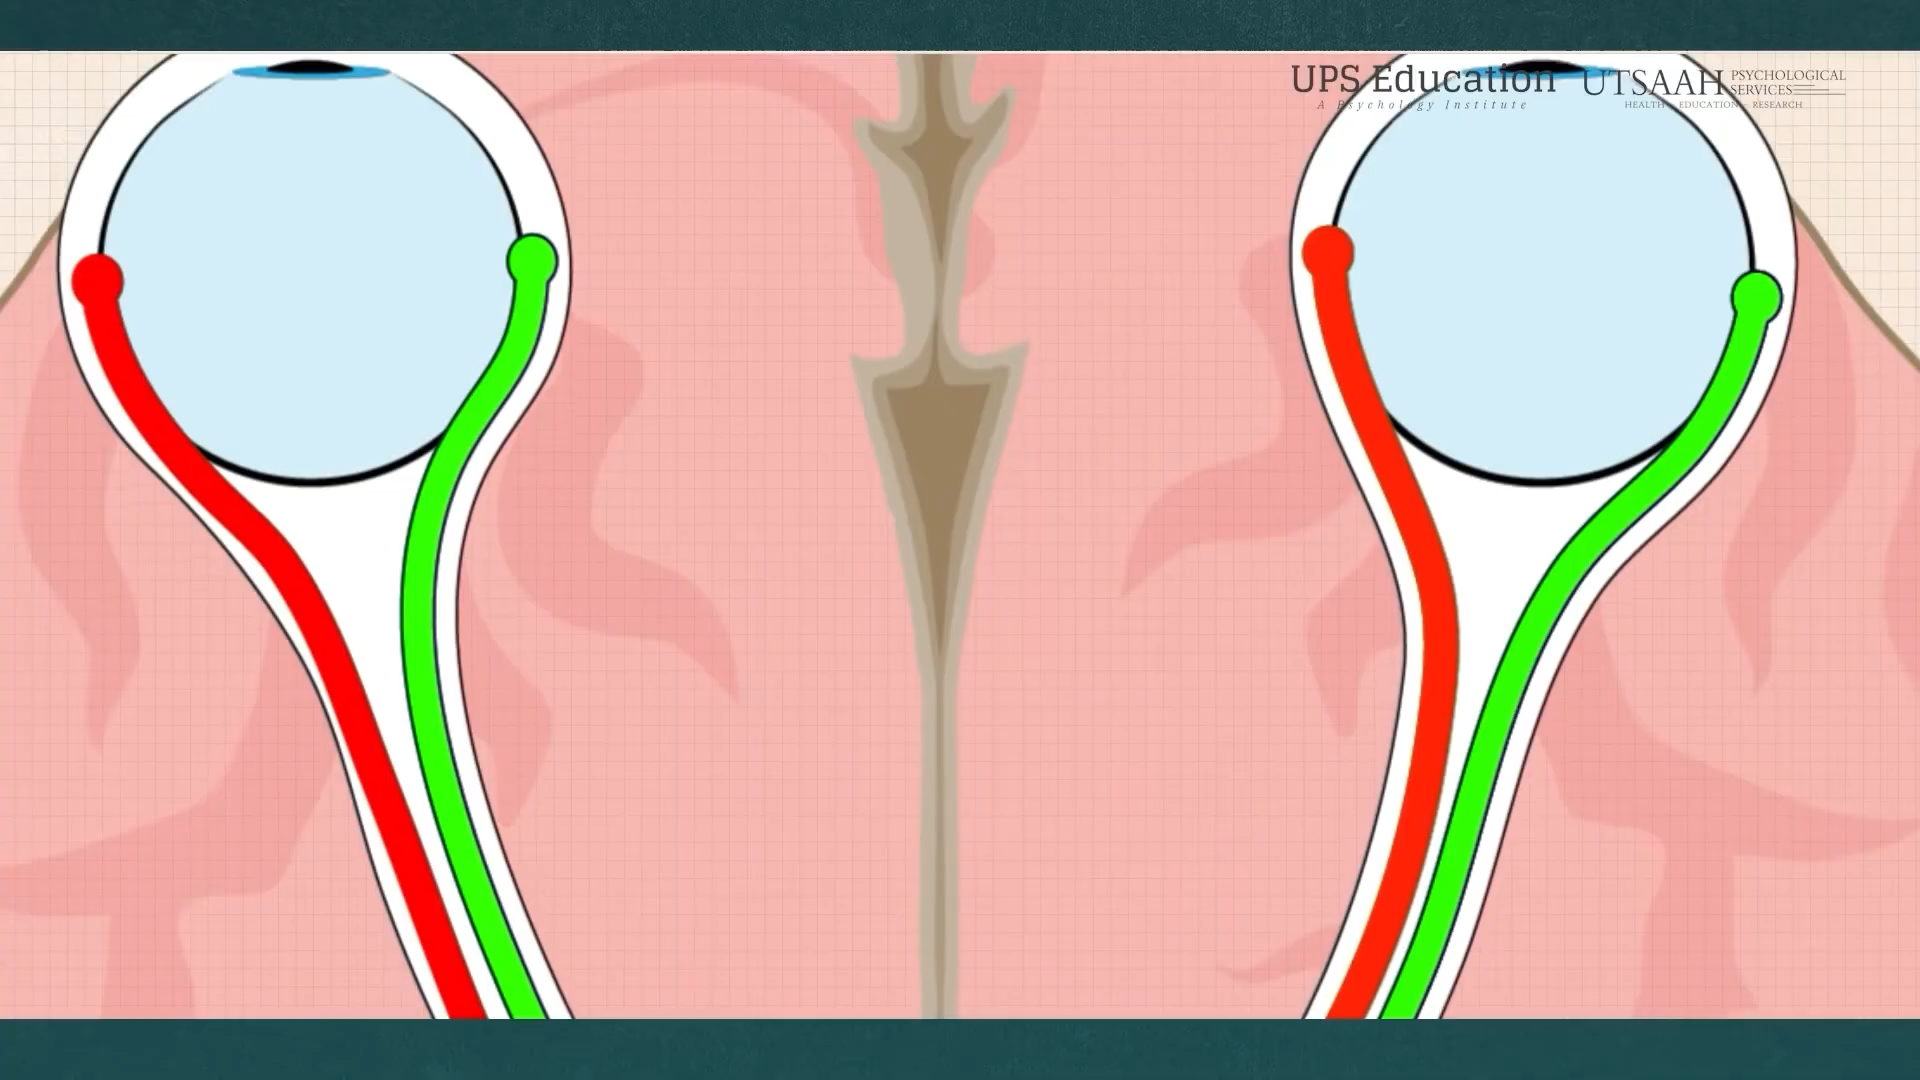 UPS Education
A Psychology Institute
UTSAAH PSYCHOLOGICAL SERVICES
HEALTH EDUCATION RESEARCH